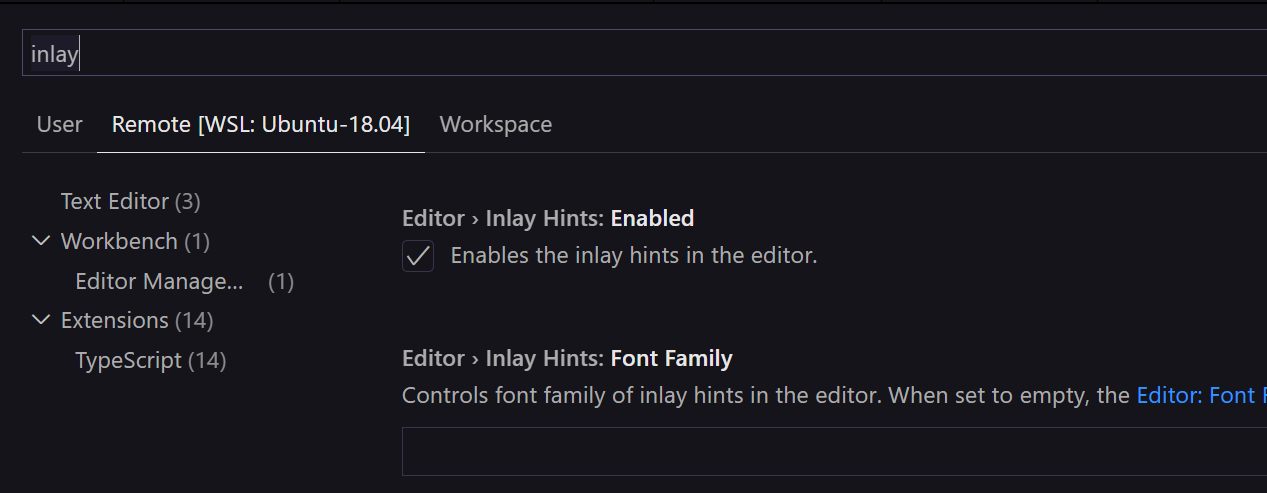 inlay
User Remote [WSL: Ubuntu-18.04] Workspace
Text Editor (3)
Workbench (1)
Editor Manage... (1)
Extensions (14)
TypeScript (14)
Editor › Inlay Hints: Enabled
Enables the inlay hints in the editor.
Editor › Inlay Hints: Font Family
Controls font family of inlay hints in the editor. When set to empty, the Editor: Font F